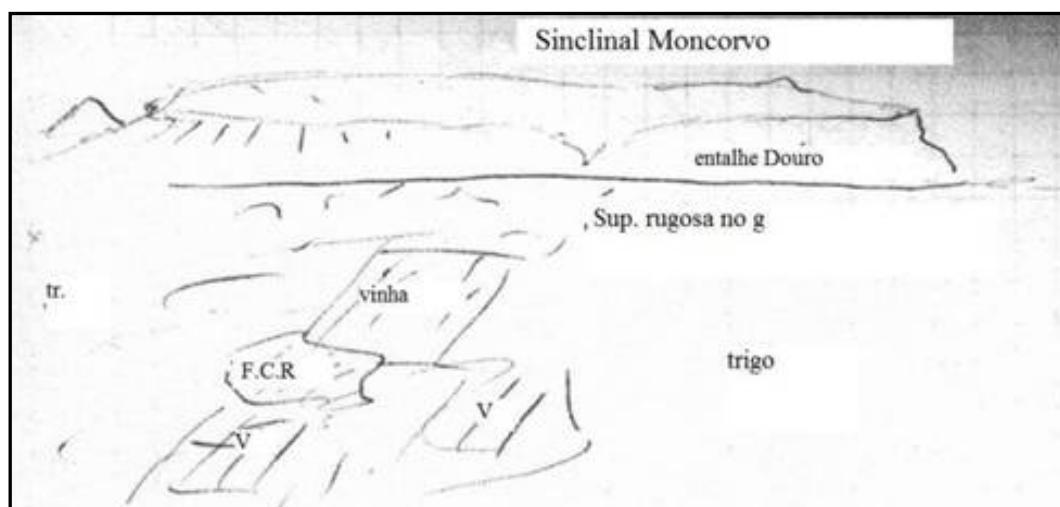 Sinclinal Moncorvo
entalhe Douro
Sup. rugosa no g
tr.
vinha
F.C.R
trigo
V
V